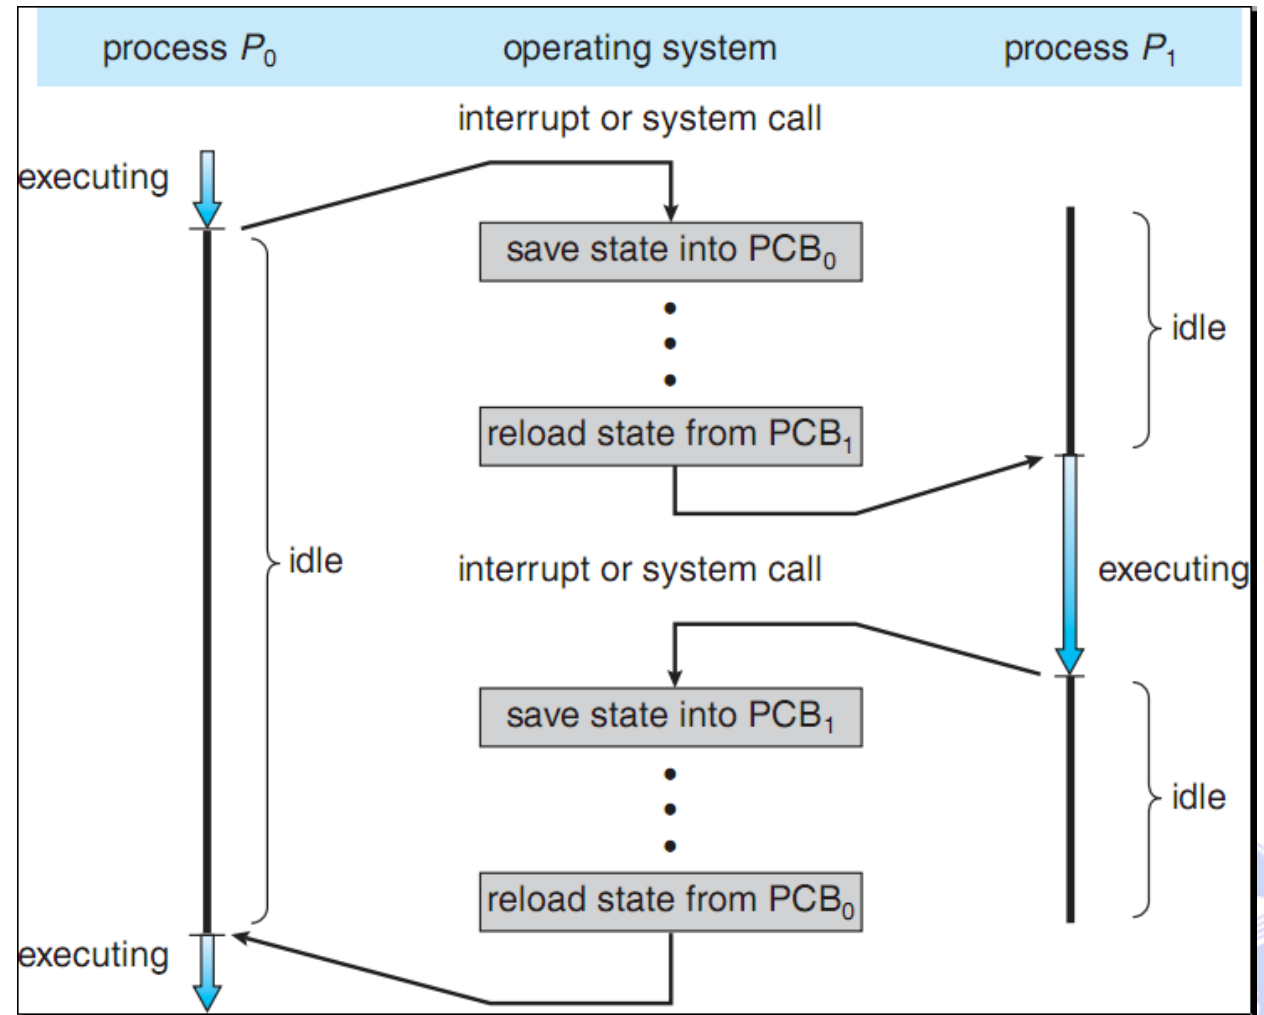 process P₀ operating system process P₁
interrupt or system call
executing
save state into PCB₀
idle
reload state from PCB₁
idle
interrupt or system call
executing
save state into PCB₁
idle
reload state from PCB₀
executing